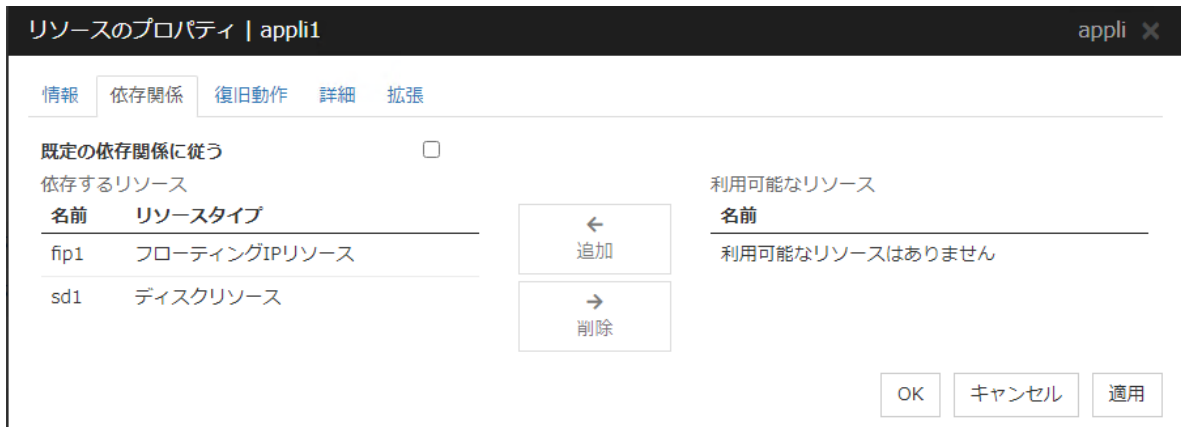 リソースのプロパティ | appli1 appli ×
情報 依存関係 復旧動作 詳細 拡張
既定の依存関係に従う
依存するリソース 利用可能なリソース
名前 リソースタイプ ← 名前
fip1 フローティングIPリソース 追加 利用可能なリソースはありません
sd1 ディスクリソース →
削除
OK キャンセル 適用